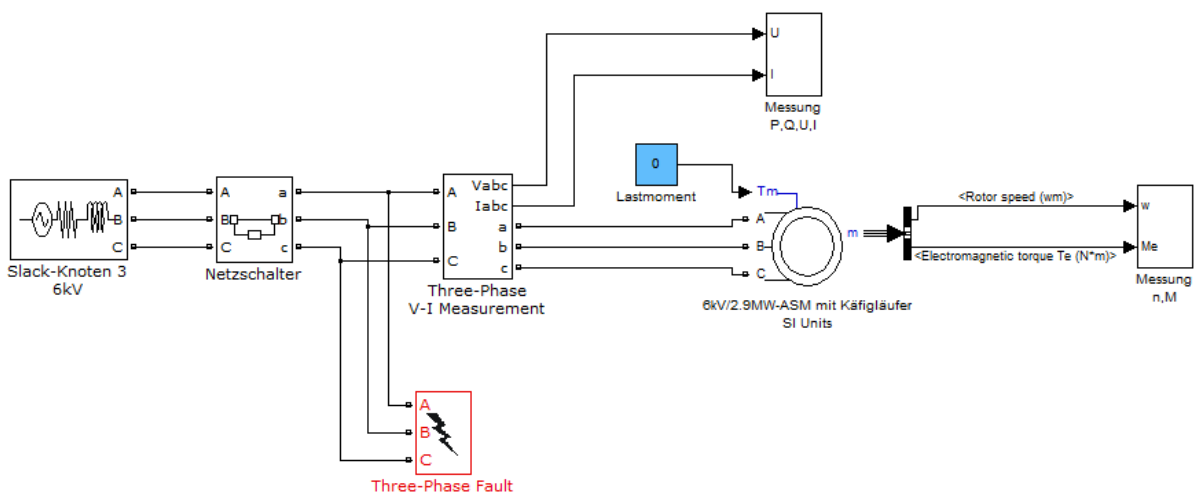 U
I
Messung
P,Q,U,I
0
Lastmoment
A
B
C
Slack-Knoten 3
6kV
A
B
C
a
b
c
Netzschalter
A
B
C
Vabc
Iabc
a
b
c
Three-Phase
V-I Measurement
Tm
A
B
C
m
6kV/2.9MW-ASM mit Käfigläufer
SI Units
<Rotor speed (wm)>
<Electromagnetic torque Te (N*m)>
w
Me
Messung
n,M
A
B
C
Three-Phase Fault